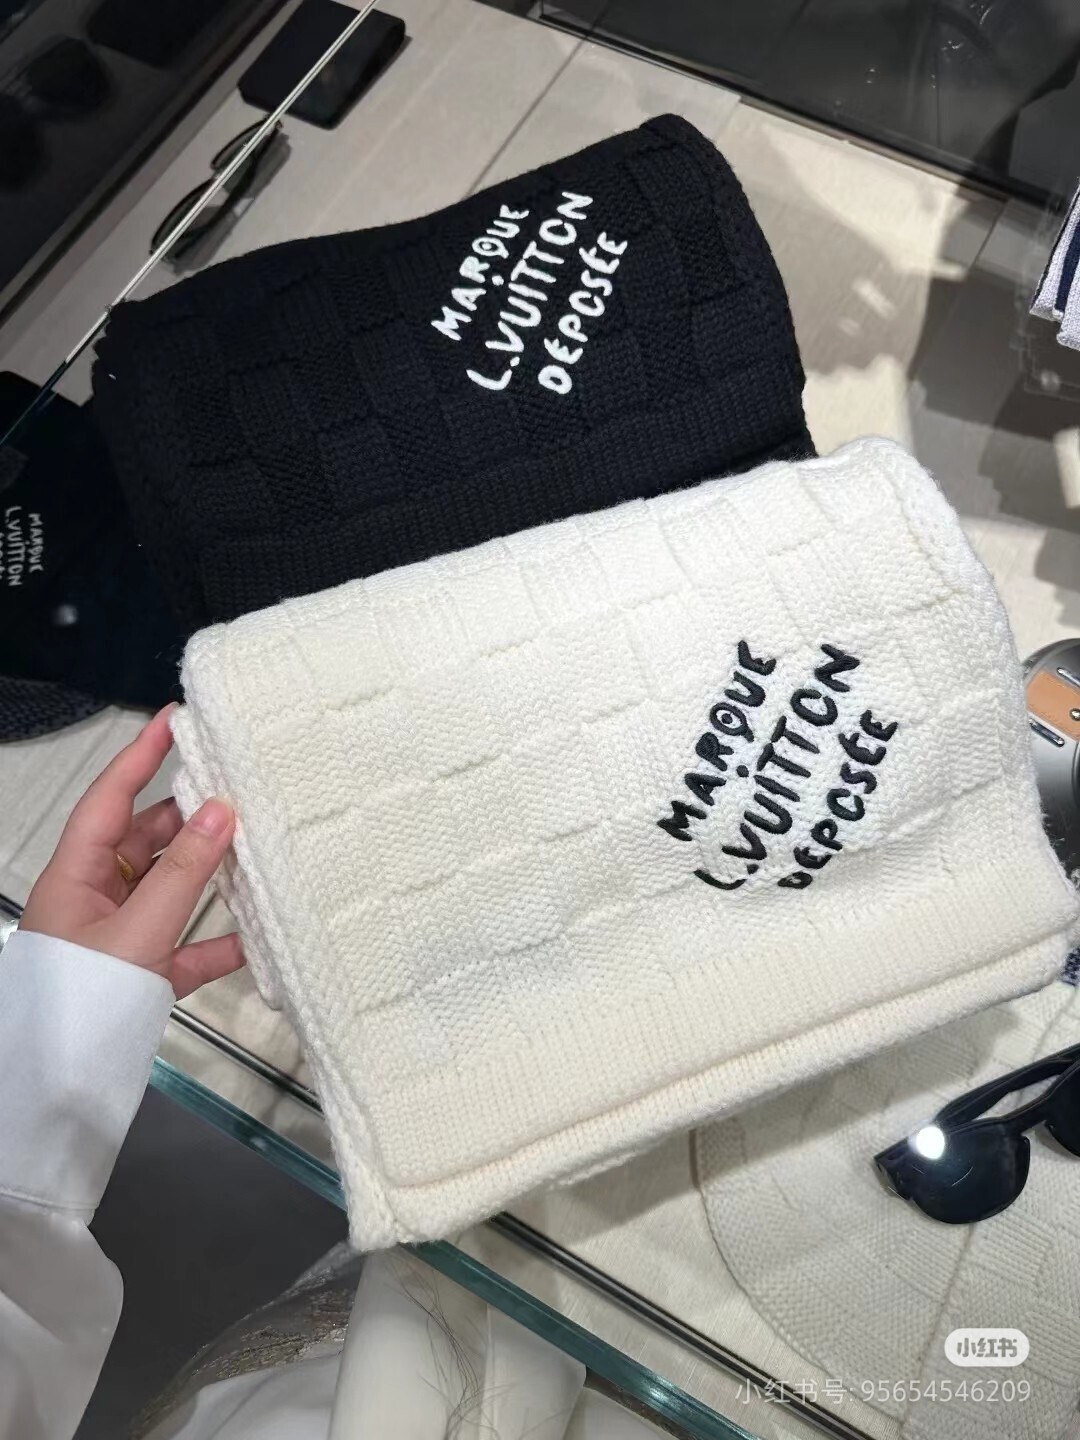 MARQUE
L.VUITTON
DEPOSÉE
MARQUE
L.VUITTON
MARQUE
L.VUITTON
DEPOSÉE
小红书
小红书号: 95654546209